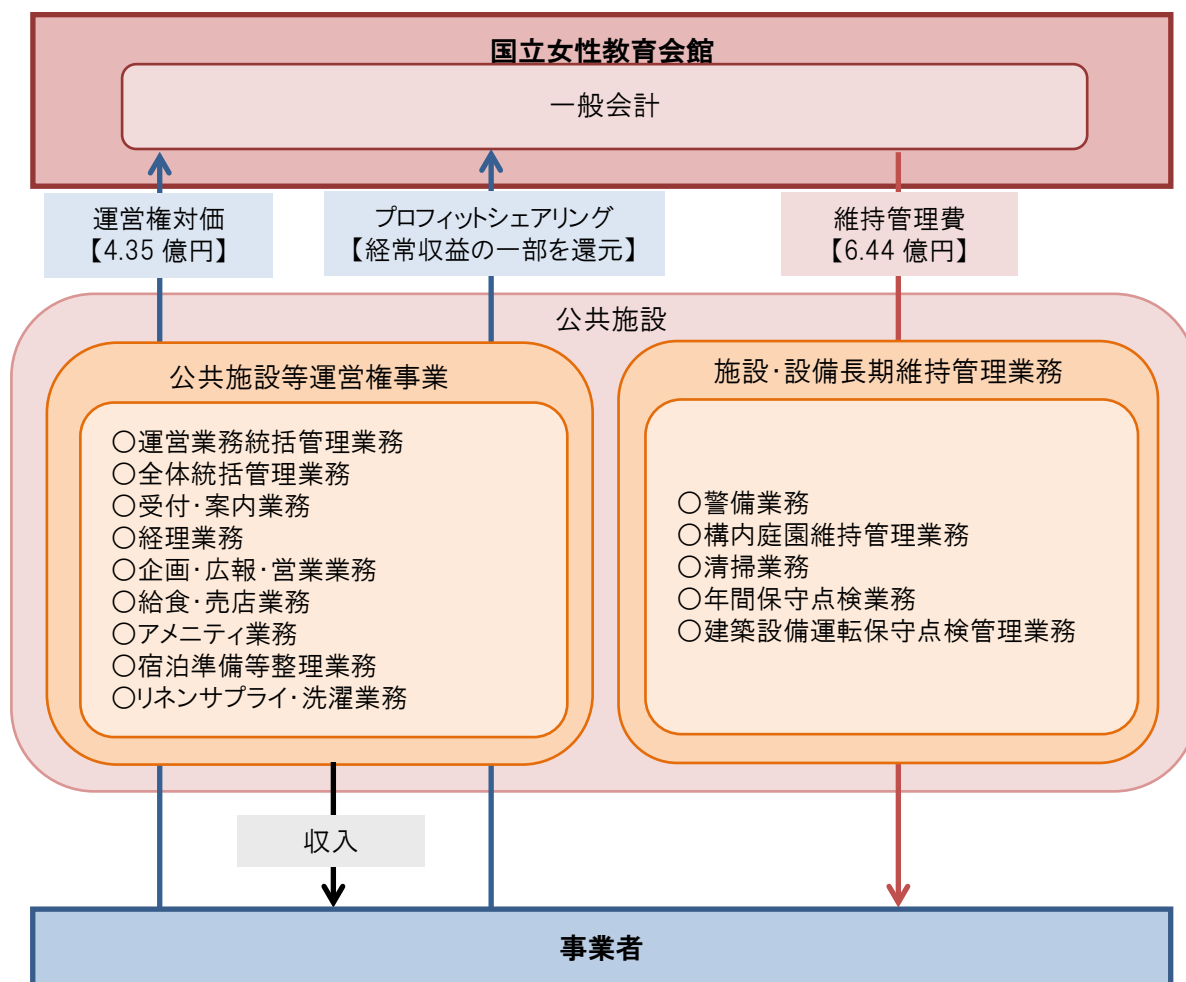 国立女性教育会館
一般会計
運営権対価
【4.35 億円】
プロフィットシェアリング
【経常収益の一部を還元】
維持管理費
【6.44 億円】
公共施設
公共施設等運営権事業
○運営業務統括管理業務
○全体統括管理業務
○受付・案内業務
○経理業務
○企画・広報・営業業務
○給食・売店業務
○アメニティ業務
○宿泊準備等整理業務
○リネンサプライ・洗濯業務
施設・設備長期維持管理業務
○警備業務
○構内庭園維持管理業務
○清掃業務
○年間保守点検業務
○建築設備運転保守点検管理業務
収入
事業者